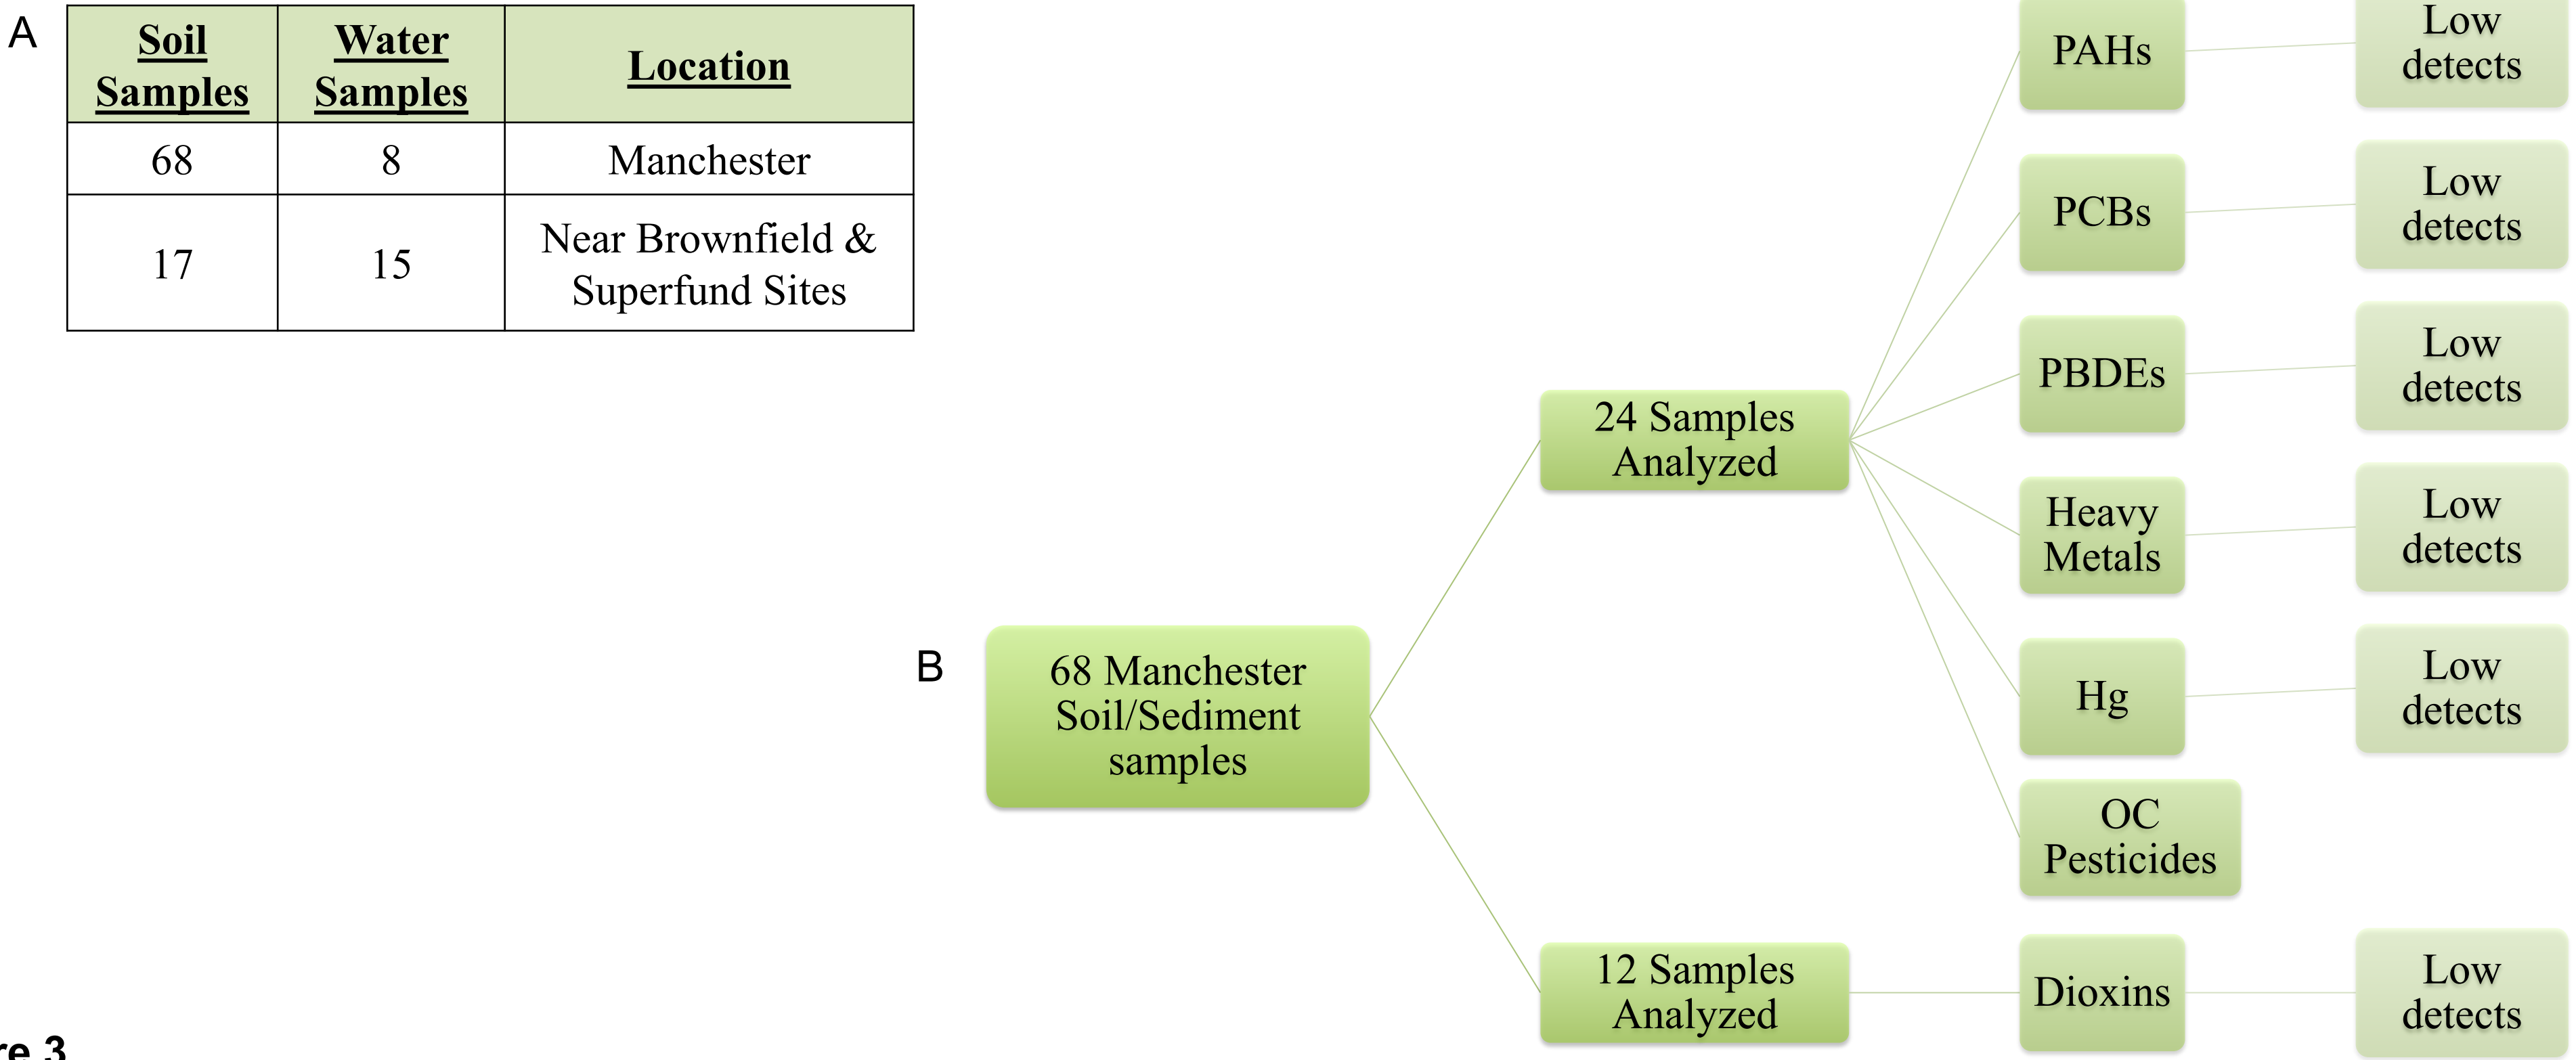 A
Soil
Samples
Water
Samples
Location
68
8
Manchester
17
15
Near Brownfield &
Superfund Sites
B
68 Manchester
Soil/Sediment
samples
24 Samples
Analyzed
12 Samples
Analyzed
PAHs
Low
detects
PCBs
Low
detects
PBDEs
Low
detects
Heavy
Metals
Low
detects
Hg
Low
detects
OC
Pesticides
Dioxins
Low
detects
re 3